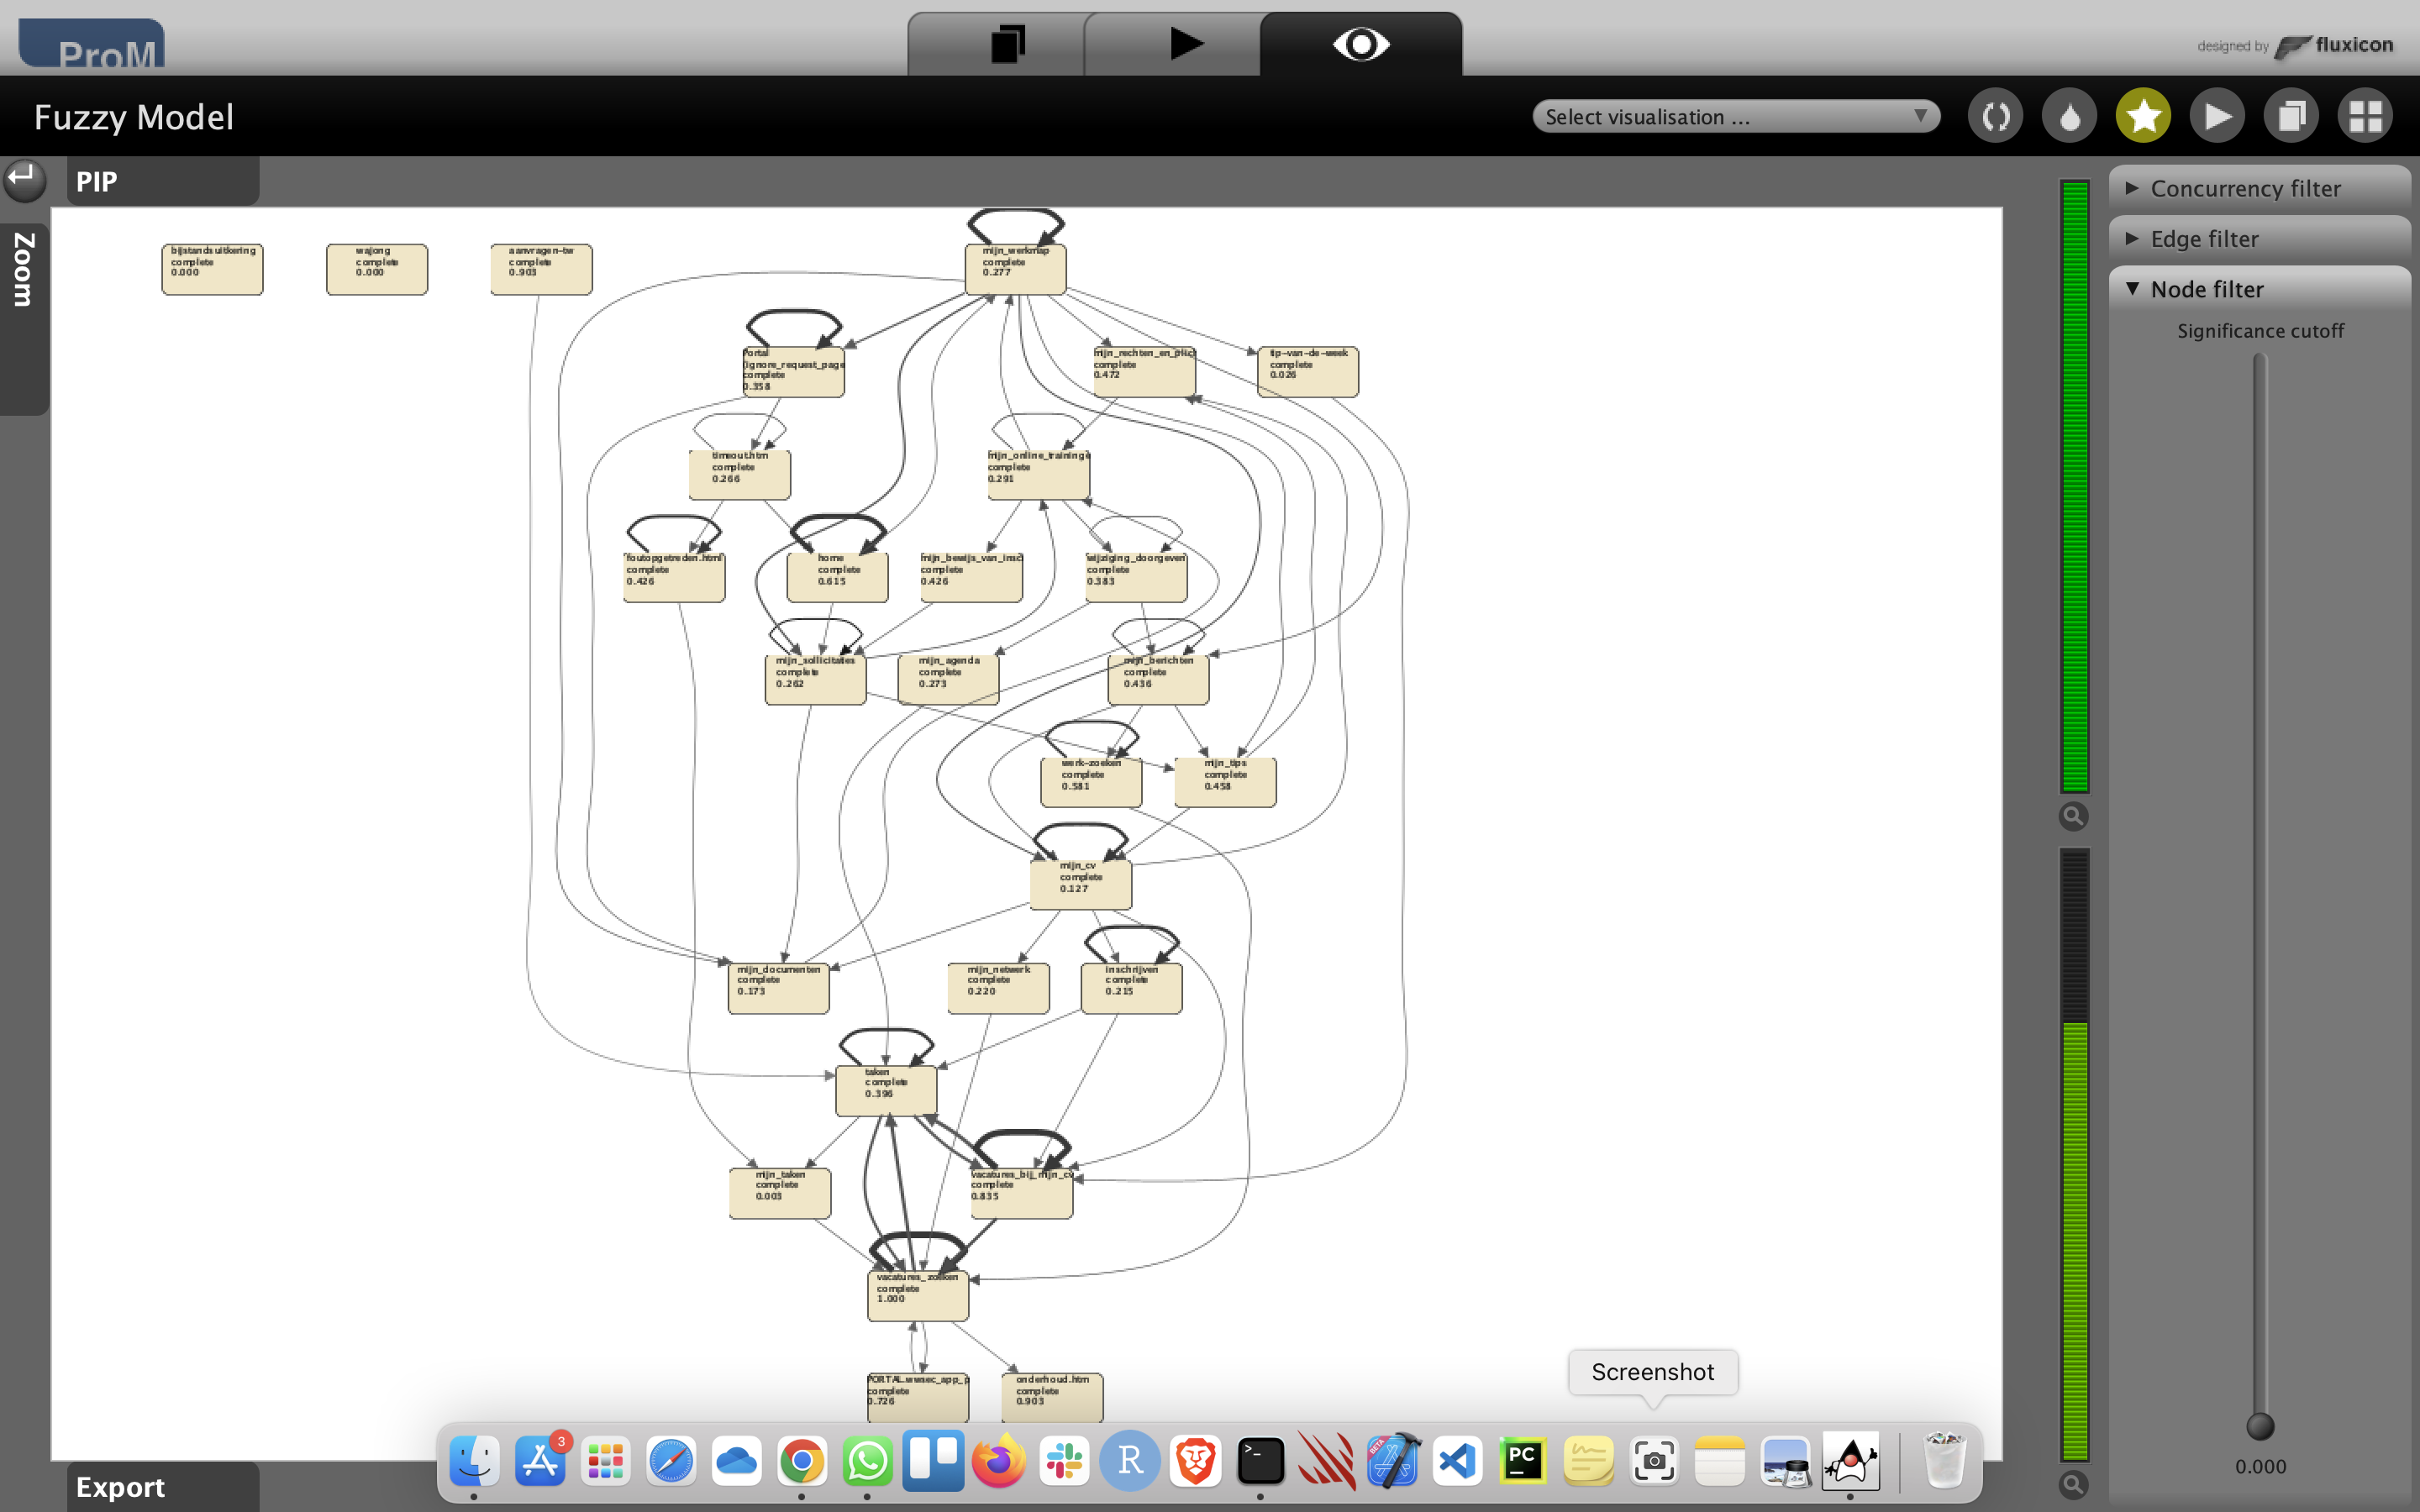 ProM
designed by fluxicon
Fuzzy Model
Select visualisation ...
PIP
Zoom
Concurrency filter
Edge filter
Node filter
Significance cutoff
bijstandsuitkering
complete
0.000
wajong
complete
0.000
aanvragen-tw
complete
0.903
mijn_werkmap
complete
0.277
Portal
(ignore_request_page
complete
0.358
mijn_rechten_en_plich
complete
0.472
tip-van-de-week
complete
0.026
timeout.htm
complete
0.266
mijn_online_training
complete
0.291
foutopgetreden.html
complete
0.426
home
complete
0.615
mijn_bewijs_van_insc
complete
0.426
wijziging_doorgeven
complete
0.383
mijn_sollicitaties
complete
0.262
mijn_agenda
complete
0.273
mijn_berichten
complete
0.436
werk-zoeken
complete
0.581
mijn_tips
complete
0.458
mijn_cv
complete
0.127
mijn_documenten
complete
0.173
mijn_netwerk
complete
0.220
inschrijven
complete
0.215
taken
complete
0.396
mijn_taken
complete
0.003
vacatures_bij_mijn_cv
complete
0.835
vacatures_zoeken
complete
1.000
PORTAL.wwsec_app_p
complete
0.726
onderhoud.htm
complete
0.903
Screenshot
3
R
>_
BETA
PC
0.000
Export